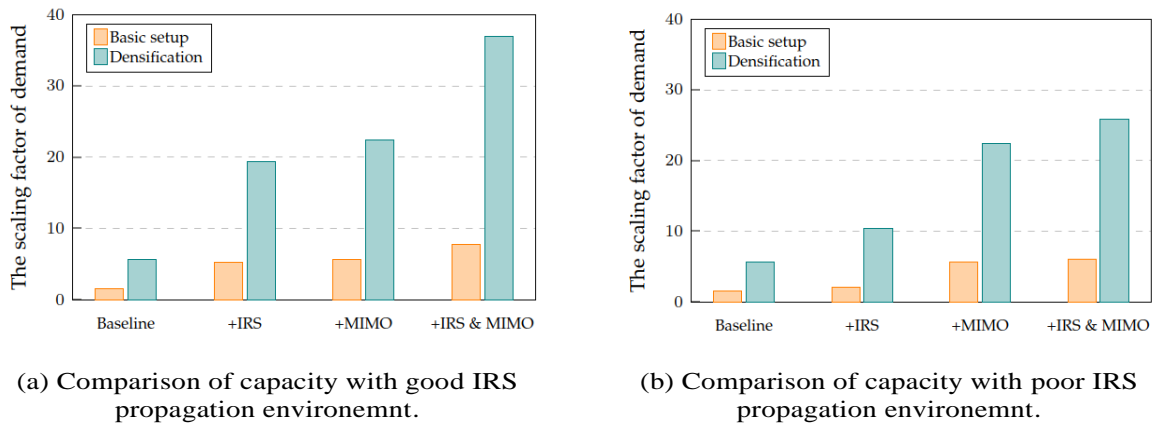 The scaling factor of demand
40
30
20
10
0
Basic setup
Densification
Baseline
+IRS
+MIMO
+IRS & MIMO
(a) Comparison of capacity with good IRS
propagation environemnt.
The scaling factor of demand
40
30
20
10
0
Basic setup
Densification
Baseline
+IRS
+MIMO
+IRS & MIMO
(b) Comparison of capacity with poor IRS
propagation environemnt.